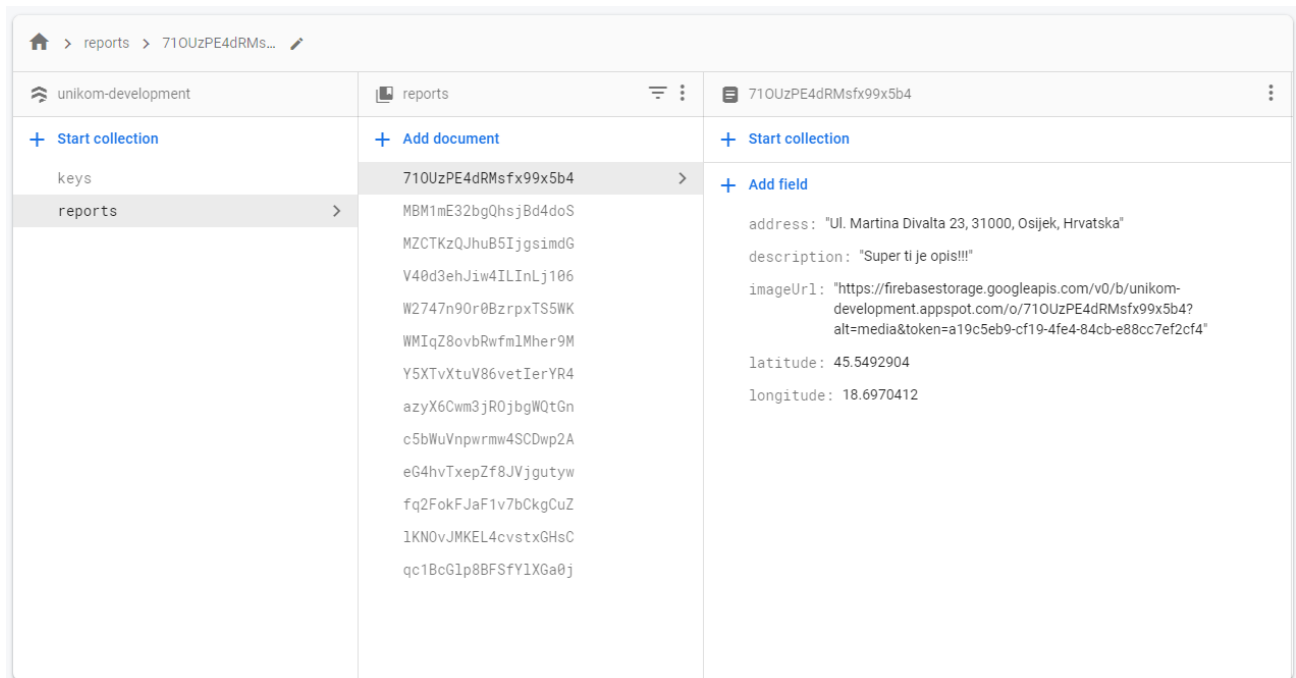 reports
71OUzPE4dRMs...
unikom-development
Start collection
keys
reports
reports
Add document
71OUzPE4dRMsfx99x5b4
MBM1mE32bgQhsjBd4doS
MZCTKzQJhuB5IjgsimdG
V40d3ehJiw4ILInLj106
W2747n9Or0BzrpxTS5WK
WMIqZ8ovbRwfmlMher9M
Y5XTvXtuV86vetIerYR4
azyX6Cwm3jROjbgWQtGn
c5bWuVnpwrmw4SCDwp2A
eG4hvTxepZf8JVjgutyw
fq2FokFJaF1v7bCkgCuZ
lKNOvJMKEL4cvstxGHsC
qc1BcGlp8BFSfYlXGa0j
71OUzPE4dRMsfx99x5b4
Start collection
Add field
address: "Ul. Martina Divalta 23, 31000, Osijek, Hrvatska"
description: "Super ti je opis!!!"
imageUrl: "https://firebasestorage.googleapis.com/v0/b/unikom-
development.appspot.com/o/71OUzPE4dRMsfx99x5b4?
alt=media&token=a19c5eb9-cf19-4fe4-84cb-e88cc7ef2cf4"
latitude: 45.5492904
longitude: 18.6970412